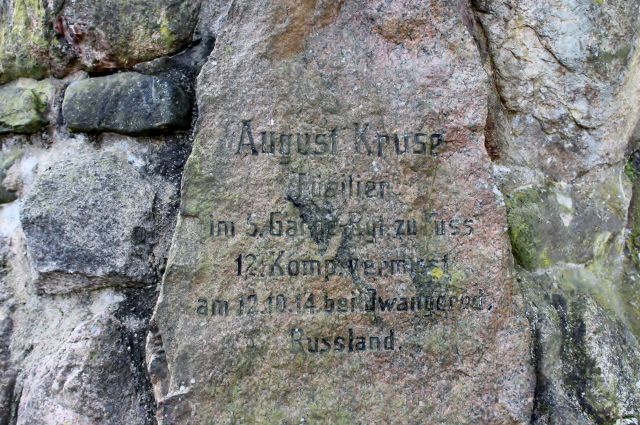 August Kruse
Füsilier
im 5. Garde-Rgt. zu Fuss
12. Komp. vermisst
am 12.10.14 bei Iwangorod,
Russland.